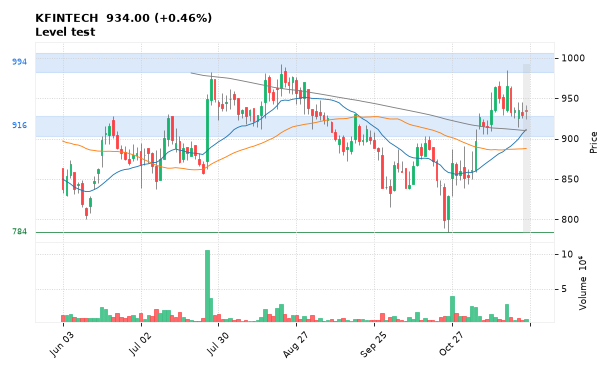 KFINTECH 934.00 (+0.46%)
Level test
994
916
784
1000
950
900
850
800
Price
10
5
Volume 10⁶
Jun 03
Jul 02
Jul 30
Aug 27
Sep 25
Oct 27